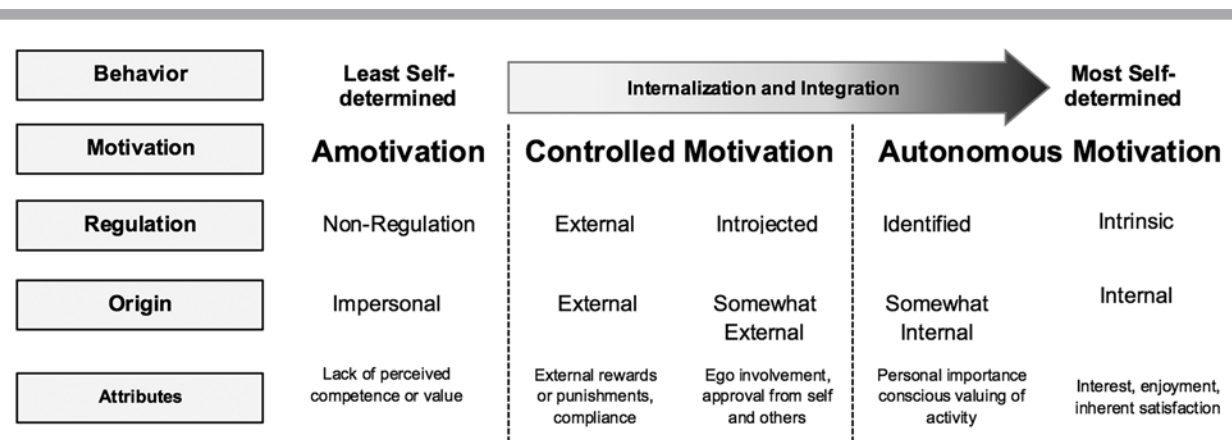 Behavior
Least Self-
determined
Internalization and Integration
Most Self-
determined
Motivation
Amotivation
Controlled Motivation
Autonomous Motivation
Regulation
Non-Regulation
External
Introjected
Identified
Intrinsic
Origin
Impersonal
External
Somewhat
External
Somewhat
Internal
Internal
Attributes
Lack of perceived
competence or value
External rewards
or punishments,
compliance
Ego involvement,
approval from self
and others
Personal importance
conscious valuing of
activity
Interest, enjoyment,
inherent satisfaction